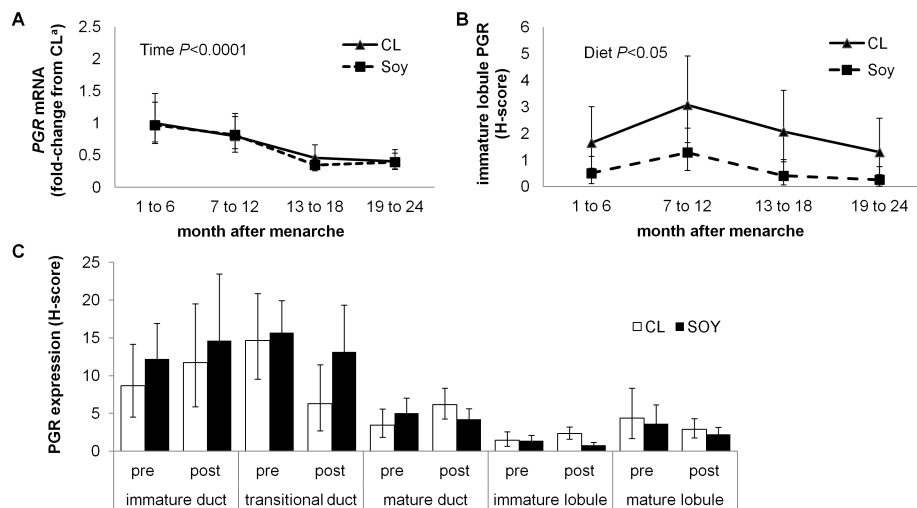 A
PGR mRNA
(fold-change from CLª)
2.5
2
1.5
1
0.5
0
Time P<0.0001
CL
Soy
1 to 6 7 to 12 13 to 18 19 to 24
month after menarche
B
immature lobule PGR
(H-score)
6
5
4
3
2
1
0
Diet P<0.05
CL
Soy
1 to 6 7 to 12 13 to 18 19 to 24
month after menarche
C
PGR expression (H-score)
25
20
15
10
5
0
CL SOY
pre post pre post pre post pre post pre post
immature duct transitional duct mature duct immature lobule mature lobule